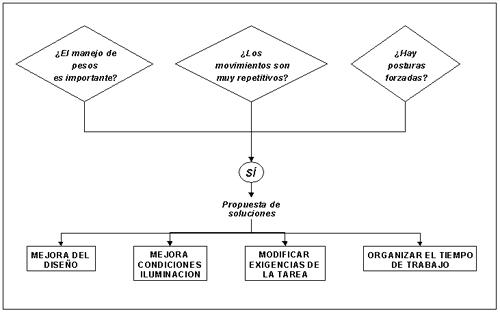 ¿El manejo de
pesos
es importante?
¿Los
movimientos son
muy repetitivos?
¿Hay
posturas
forzadas?
SÍ
Propuesta de
soluciones
MEJORA DEL
DISEÑO
MEJORA
CONDICIONES
ILUMINACION
MODIFICAR
EXIGENCIAS DE
LA TAREA
ORGANIZAR EL TIEMPO
DE TRABAJO